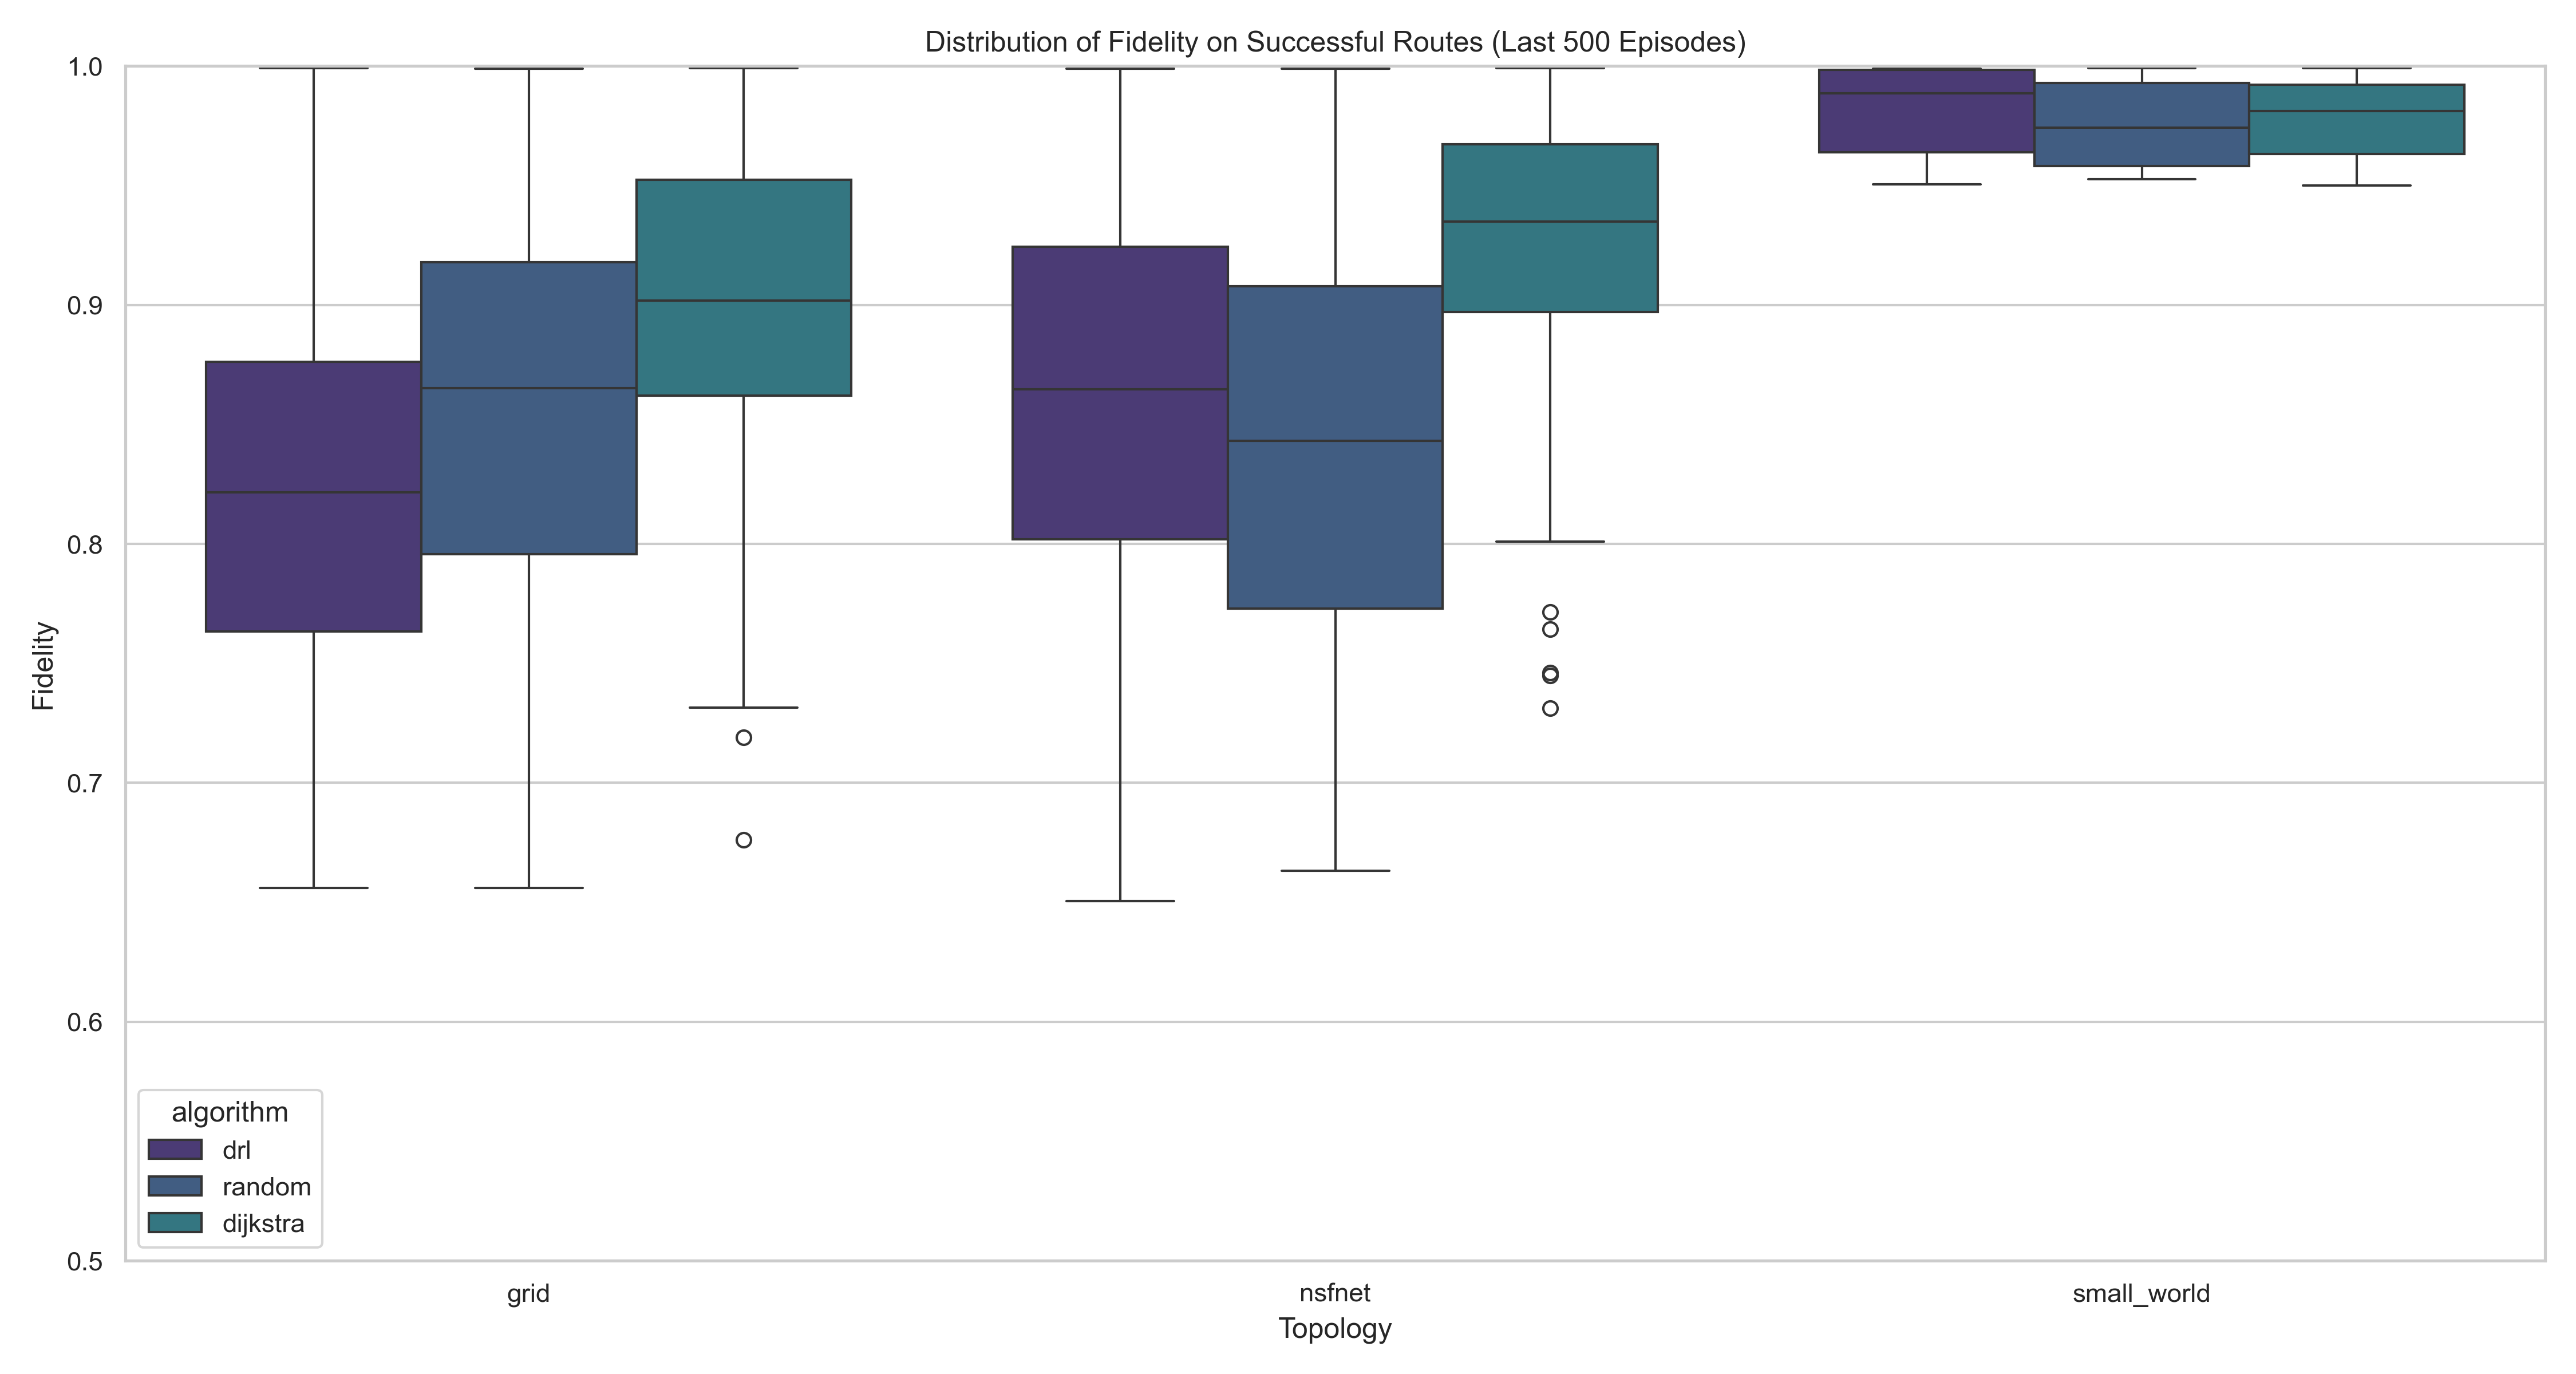 Distribution of Fidelity on Successful Routes (Last 500 Episodes)
1.0
0.9
0.8
0.7
0.6
0.5
Fidelity
algorithm
drl
random
dijkstra
grid
nsfnet
small_world
Topology